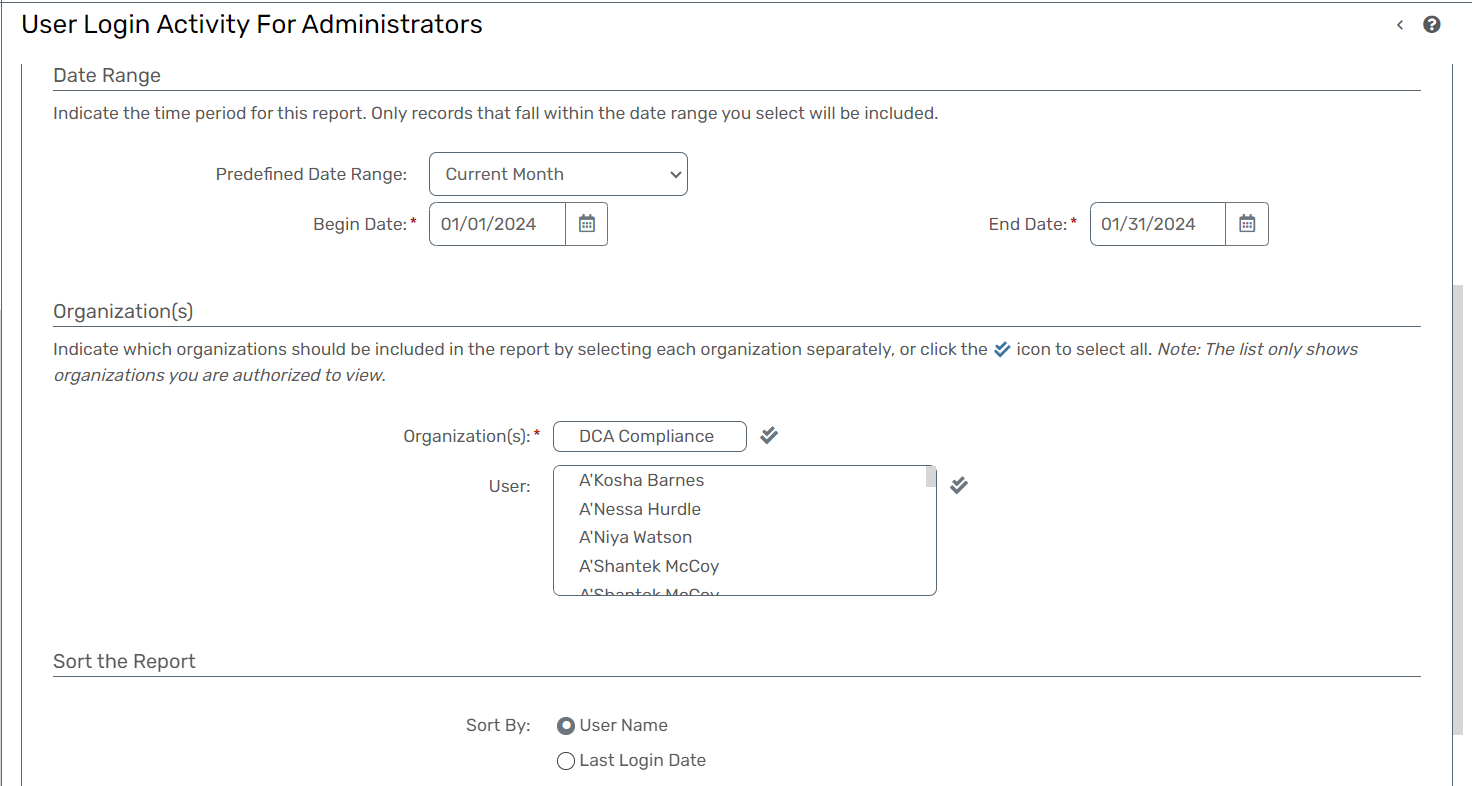 User Login Activity For Administrators
Date Range
Indicate the time period for this report. Only records that fall within the date range you select will be included.
Predefined Date Range: Current Month
Begin Date:* 01/01/2024 End Date:* 01/31/2024
Organization(s)
Indicate which organizations should be included in the report by selecting each organization separately, or click the icon to select all. Note: The list only shows
organizations you are authorized to view.
Organization(s):* DCA Compliance
User: A'Kosha Barnes
A'Nessa Hurdle
A'Niya Watson
A'Shantek McCoy
A'Shantek McCoy
Sort the Report
Sort By: User Name
Last Login Date